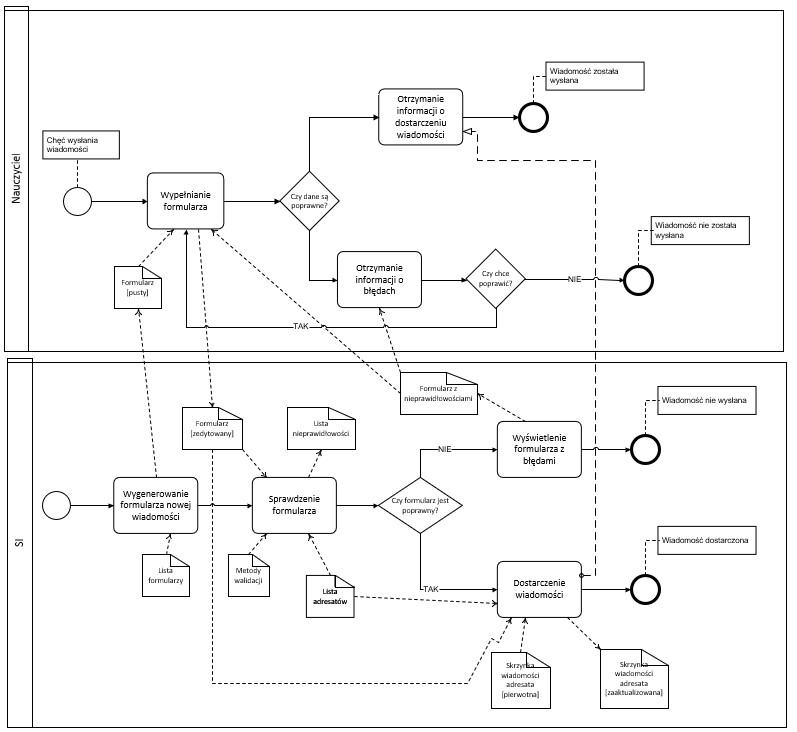 Nauczyciel
Wiadomość została
wysłana
Otrzymanie
informacji o
dostarczeniu
wiadomości
Chęć wysłania
wiadomości
Wypełnianie
formularza
Czy dane są
poprawne?
Wiadomość nie została
wysłana
Otrzymanie
informacji o
błędach
Czy chce
poprawić?
NIE
Formularz
[pusty]
TAK
SI
Formularz z
nieprawidłowościami
Wiadomość nie wysłana
Formularz
[zedytowany]
Lista
nieprawidłowości
Wyświetlenie
formularza z
błędami
NIE
Wygenerowanie
formularza nowej
wiadomości
Sprawdzenie
formularza
Czy formularz jest
poprawny?
Wiadomość dostarczona
Lista
formularzy
Metody
walidacji
Lista
adresatów
TAK
Dostarczenie
wiadomości
Skrzynka
wiadomości
adresata
[pierwotna]
Skrzynka
wiadomości
adresata
[zaaktualizowana]